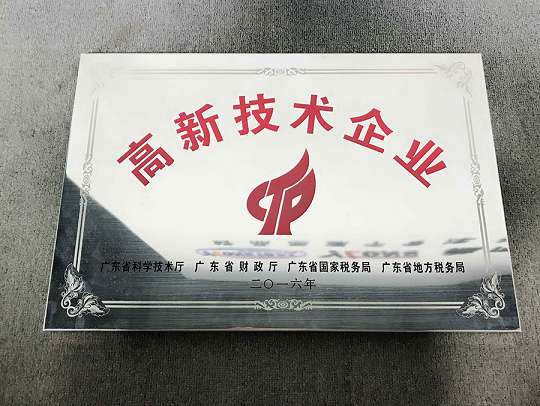 高新技术企业
广东省科学技术厅 广东省财政厅 广东省国家税务局 广东省地方税务局
二〇一六年